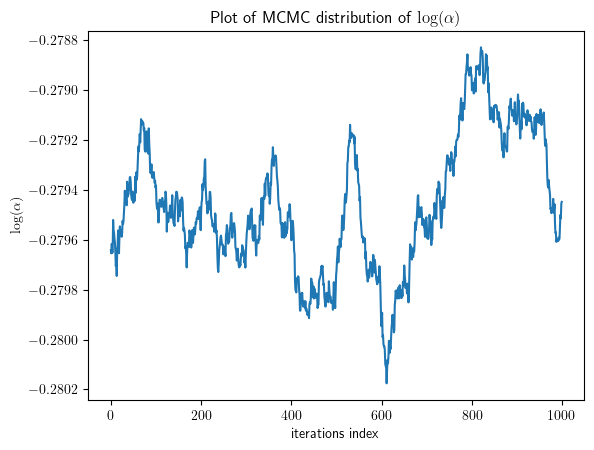 Plot of MCMC distribution of log(α)
log(α)
−0.2788
−0.2790
−0.2792
−0.2794
−0.2796
−0.2798
−0.2800
−0.2802
0 200 400 600 800 1000
iterations index